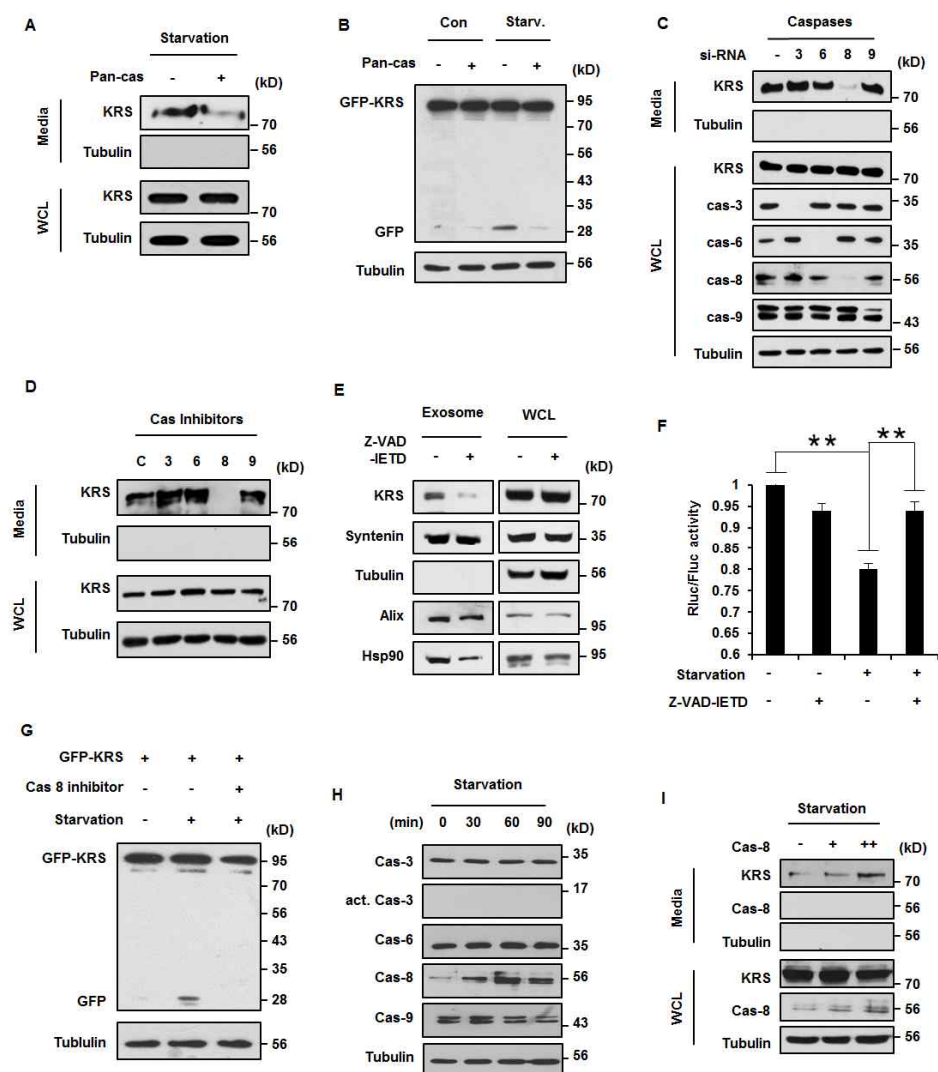 A
Starvation
Pan-cas - + (kD)
Media
KRS
70
Tubulin
56
WCL
KRS
70
Tubulin
56
B
Con Starv.
Pan-cas - + - + (kD)
GFP-KRS
95
70
56
43
35
GFP
28
Tubulin
56
C
Caspases
si-RNA - 3 6 8 9 (kD)
Media
KRS
70
Tubulin
56
WCL
KRS
70
cas-3
35
cas-6
35
cas-8
56
cas-9
43
Tubulin
56
D
Cas Inhibitors
C 3 6 8 9 (kD)
Media
KRS
70
Tubulin
56
WCL
KRS
70
Tubulin
56
E
Exosome WCL
Z-VAD
-IETD - + - + (kD)
KRS
70
Syntenin
35
Tubulin
56
Alix
95
Hsp90
95
F
** **
Rluc/Fluc activity
1
0.95
0.9
0.85
0.8
0.75
0.7
0.65
0.6
Starvation - - + +
Z-VAD-IETD - + - +
G
GFP-KRS + + +
Cas 8 inhibitor - - +
Starvation - + +
(kD)
GFP-KRS
95
70
56
43
35
GFP
28
Tublulin
56
H
Starvation
(min) 0 30 60 90 (kD)
Cas-3
35
act. Cas-3
17
Cas-6
35
Cas-8
56
Cas-9
43
Tubulin
56
I
Starvation
Cas-8 - + ++ (kD)
Media
KRS
70
Cas-8
56
Tubulin
56
WCL
KRS
70
Cas-8
56
Tubulin
56